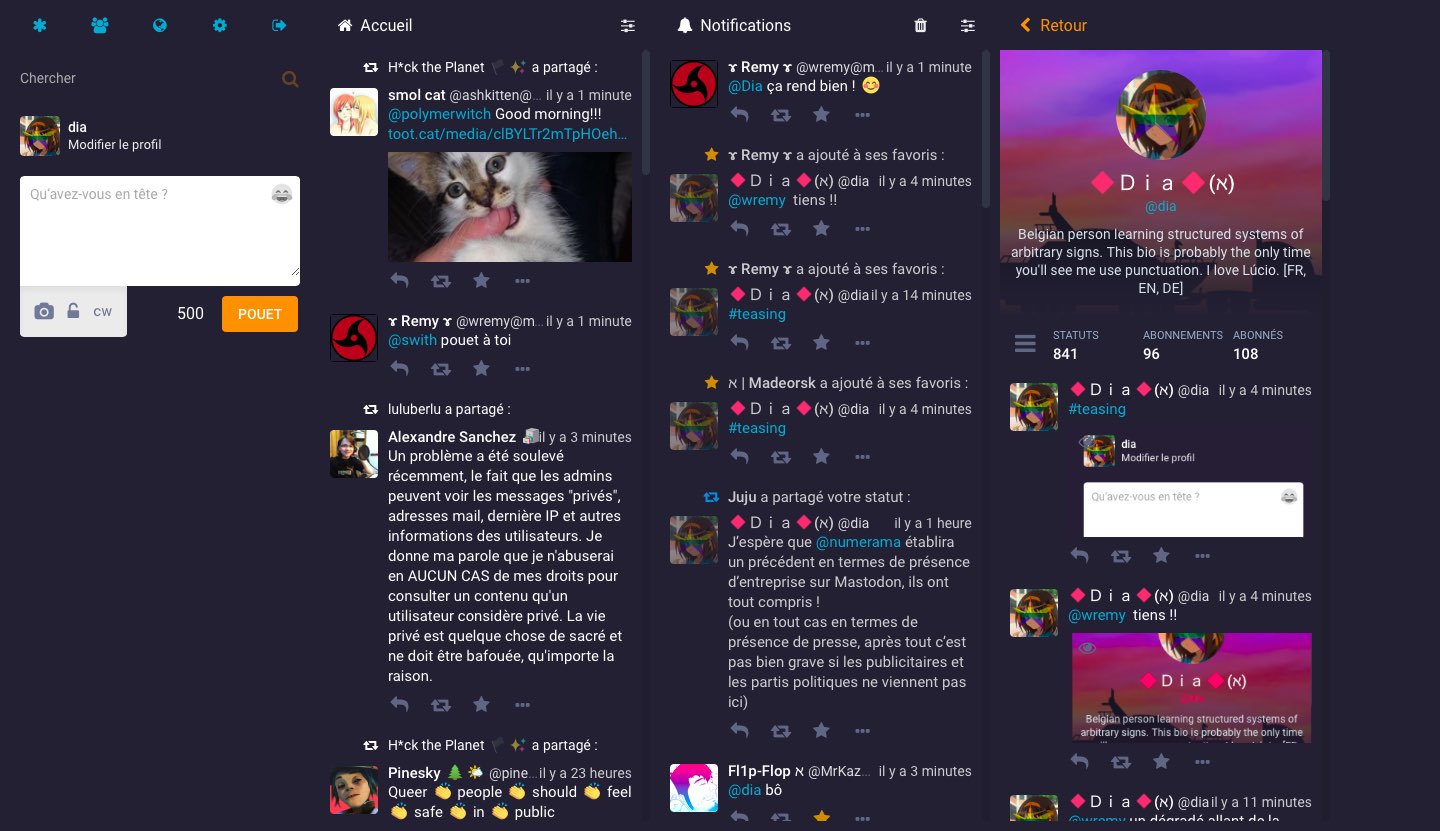 Chercher
dia
Modifier le profil
Qu'avez-vous en tête ?
cw
500
POUET
Accueil
H*ck the Planet 🏴✨ a partagé :
smol cat @ashkitten@... il y a 1 minute
@polymerwitch Good morning!!!
toot.cat/media/clBYLTr2mTpHOeh...
ϫ Remy ϫ @wremy@m... il y a 1 minute
@swith pouet à toi
luluberlu a partagé :
Alexandre Sanchez il y a 3 minutes
Un problème a été soulevé
récemment, le fait que les admins
peuvent voir les messages "privés",
adresses mail, dernière IP et autres
informations des utilisateurs. Je
donne ma parole que je n'abuserai
en AUCUN CAS de mes droits pour
consulter un contenu qu'un
utilisateur considère privé. La vie
privé est quelque chose de sacré et
ne doit être bafouée, qu'importe la
raison.
H*ck the Planet 🏴✨ a partagé :
Pinesky 🌲🌤 @pine... il y a 23 heures
Queer 👏 people 👏 should 👏 feel
👏 safe 👏 in 👏 public
Notifications
ϫ Remy ϫ @wremy@m... il y a 1 minute
@Dia ça rend bien ! 😊
ϫ Remy ϫ a ajouté à ses favoris :
♦Ｄｉａ♦(א) @dia il y a 4 minutes
@wremy tiens !!
ϫ Remy ϫ a ajouté à ses favoris :
♦Ｄｉａ♦(א) @dia il y a 14 minutes
#teasing
א | Madeorsk a ajouté à ses favoris :
♦Ｄｉａ♦(א) @dia il y a 4 minutes
#teasing
Juju a partagé votre statut :
♦Ｄｉａ♦(א) @dia il y a 1 heure
J'espère que @numerama établira
un précédent en termes de présence
d'entreprise sur Mastodon, ils ont
tout compris !
(ou en tout cas en termes de
présence de presse, après tout c'est
pas bien grave si les publicitaires et
les partis politiques ne viennent pas
ici)
Fl1p-Flop א @MrKaz... il y a 3 minutes
@dia bô
Retour
♦Ｄｉａ♦(א)
@dia
Belgian person learning structured systems of
arbitrary signs. This bio is probably the only time
you'll see me use punctuation. I love Lúcio. [FR,
EN, DE]
STATUTS ABONNEMENTS ABONNÉS
841 96 108
♦Ｄｉａ♦(א) @dia il y a 4 minutes
#teasing
dia
Modifier le profil
Qu'avez-vous en tête ?
♦Ｄｉａ♦(א) @dia il y a 4 minutes
@wremy tiens !!
♦Ｄｉａ♦(א)
Belgian person learning structured systems of
arbitrary signs. This bio is probably the only time
♦Ｄｉａ♦(א) @dia il y a 11 minutes
@wremy un dégradé allant de la